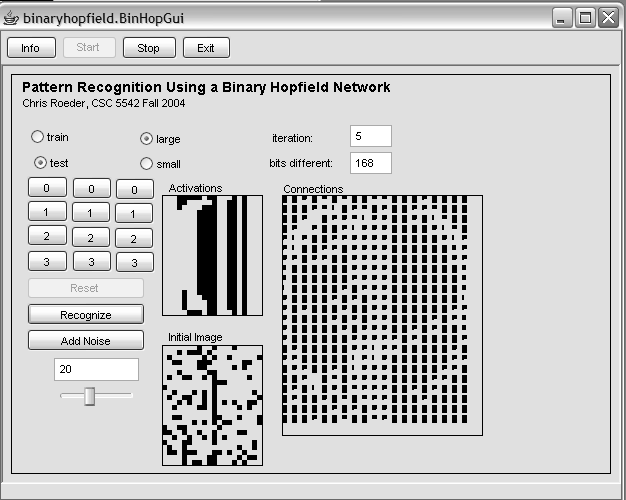 binaryhopfield.BinHopGui
Info Start Stop Exit
Pattern Recognition Using a Binary Hopfield Network
Chris Roeder, CSC 5542 Fall 2004
train large iteration: 5
test small bits different: 168
0 0 0 Activations Connections
1 1 1
2 2 2
3 3 3
Reset
Recognize
Add Noise Initial Image
20